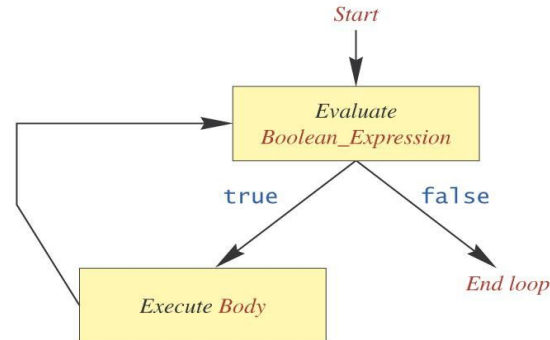 Start
Evaluate
Boolean_Expression
true
false
Execute Body
End loop